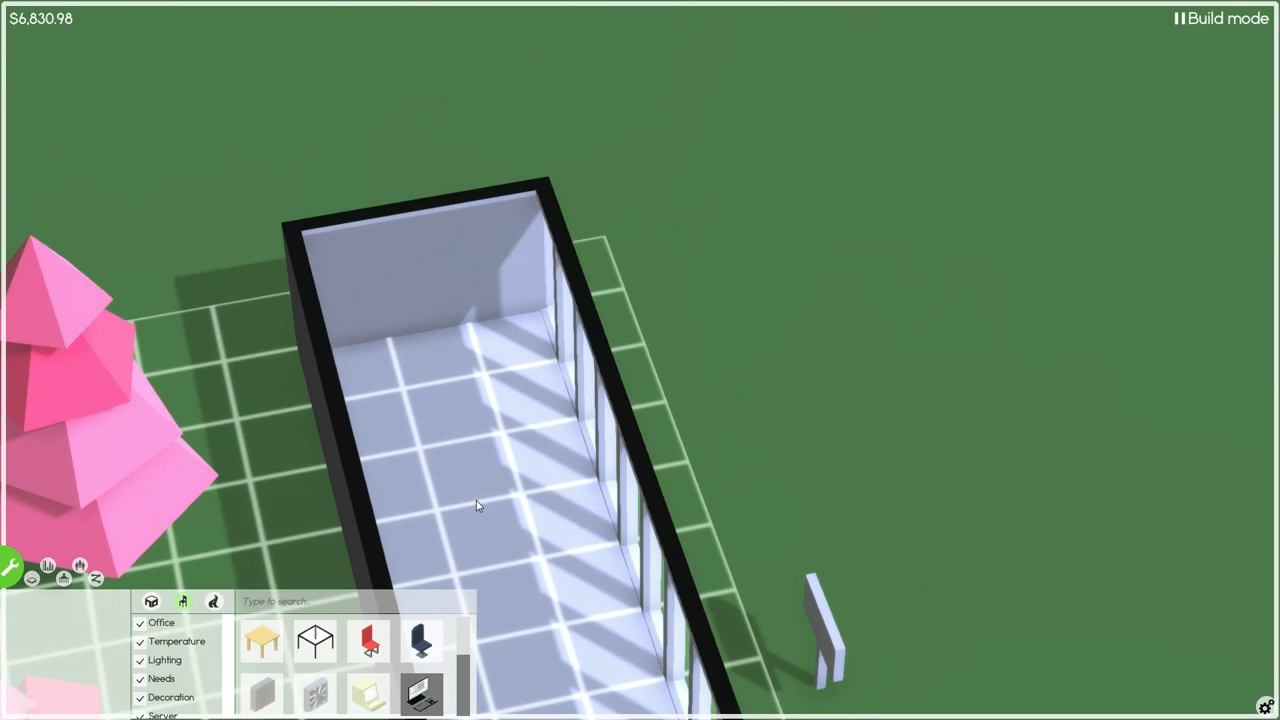 $6,830.98
Build mode
Type to search...
Office
Temperature
Lighting
Needs
Decoration
Server